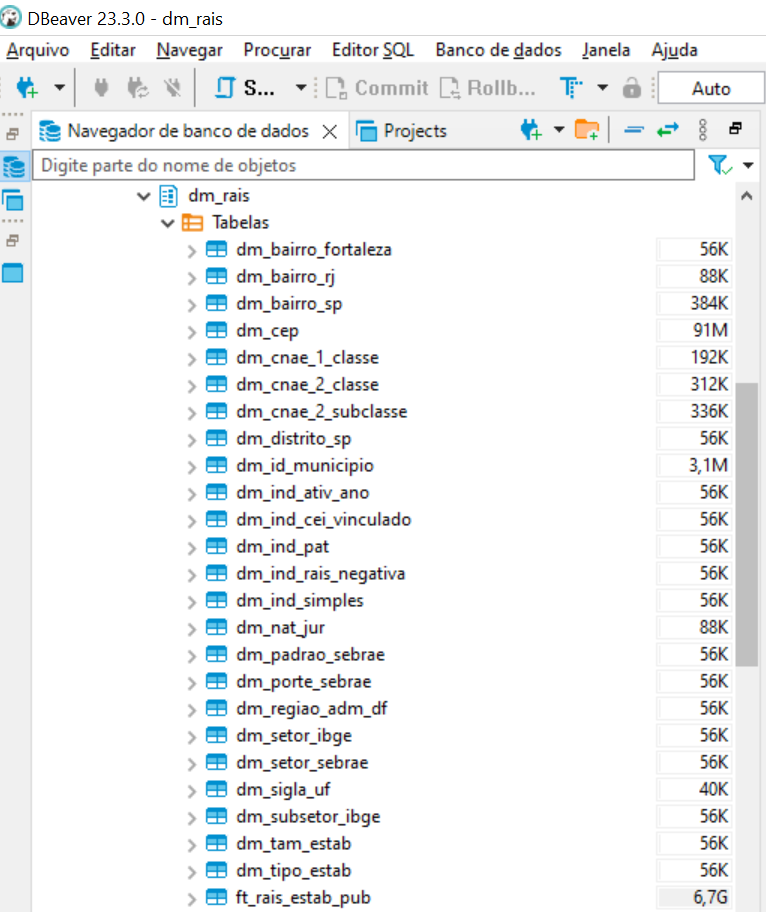 DBeaver 23.3.0 - dm_rais
Arquivo Editar Navegar Procurar Editor SQL Banco de dados Janela Ajuda
S... Commit Rollb... Auto
Navegador de banco de dados Projects
Digite parte do nome de objetos
dm_rais
Tabelas
dm_bairro_fortaleza 56K
dm_bairro_rj 88K
dm_bairro_sp 384K
dm_cep 91M
dm_cnae_1_classe 192K
dm_cnae_2_classe 312K
dm_cnae_2_subclasse 336K
dm_distrito_sp 56K
dm_id_municipio 3,1M
dm_ind_ativ_ano 56K
dm_ind_cei_vinculado 56K
dm_ind_pat 56K
dm_ind_rais_negativa 56K
dm_ind_simples 56K
dm_nat_jur 88K
dm_padrao_sebrae 56K
dm_porte_sebrae 56K
dm_regiao_adm_df 56K
dm_setor_ibge 56K
dm_setor_sebrae 56K
dm_sigla_uf 40K
dm_subsetor_ibge 56K
dm_tam_estab 56K
dm_tipo_estab 56K
ft_rais_estab_pub 6,7G